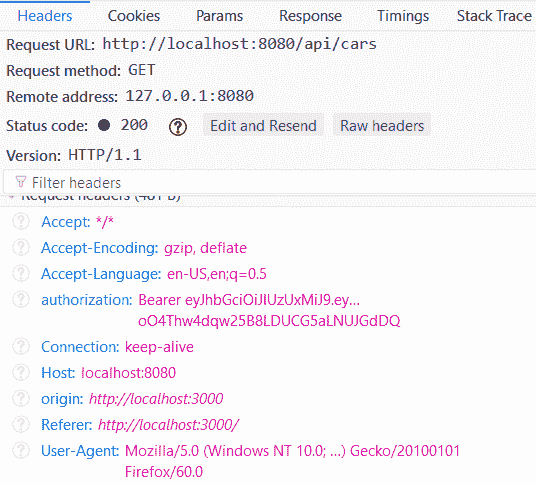 Headers Cookies Params Response Timings Stack Trace
Request URL: http://localhost:8080/api/cars
Request method: GET
Remote address: 127.0.0.1:8080
Status code: 200 ? Edit and Resend Raw headers
Version: HTTP/1.1
Filter headers
Request headers (461 B)
? Accept: */*
? Accept-Encoding: gzip, deflate
? Accept-Language: en-US,en;q=0.5
? authorization: Bearer eyJhbGciOiJIUzUxMiJ9.ey…
oO4Thw4dqw25B8LDUCG5aLNUJGdDQ
? Connection: keep-alive
? Host: localhost:8080
? origin: http://localhost:3000
? Referer: http://localhost:3000/
? User-Agent: Mozilla/5.0 (Windows NT 10.0; …) Gecko/20100101
Firefox/60.0